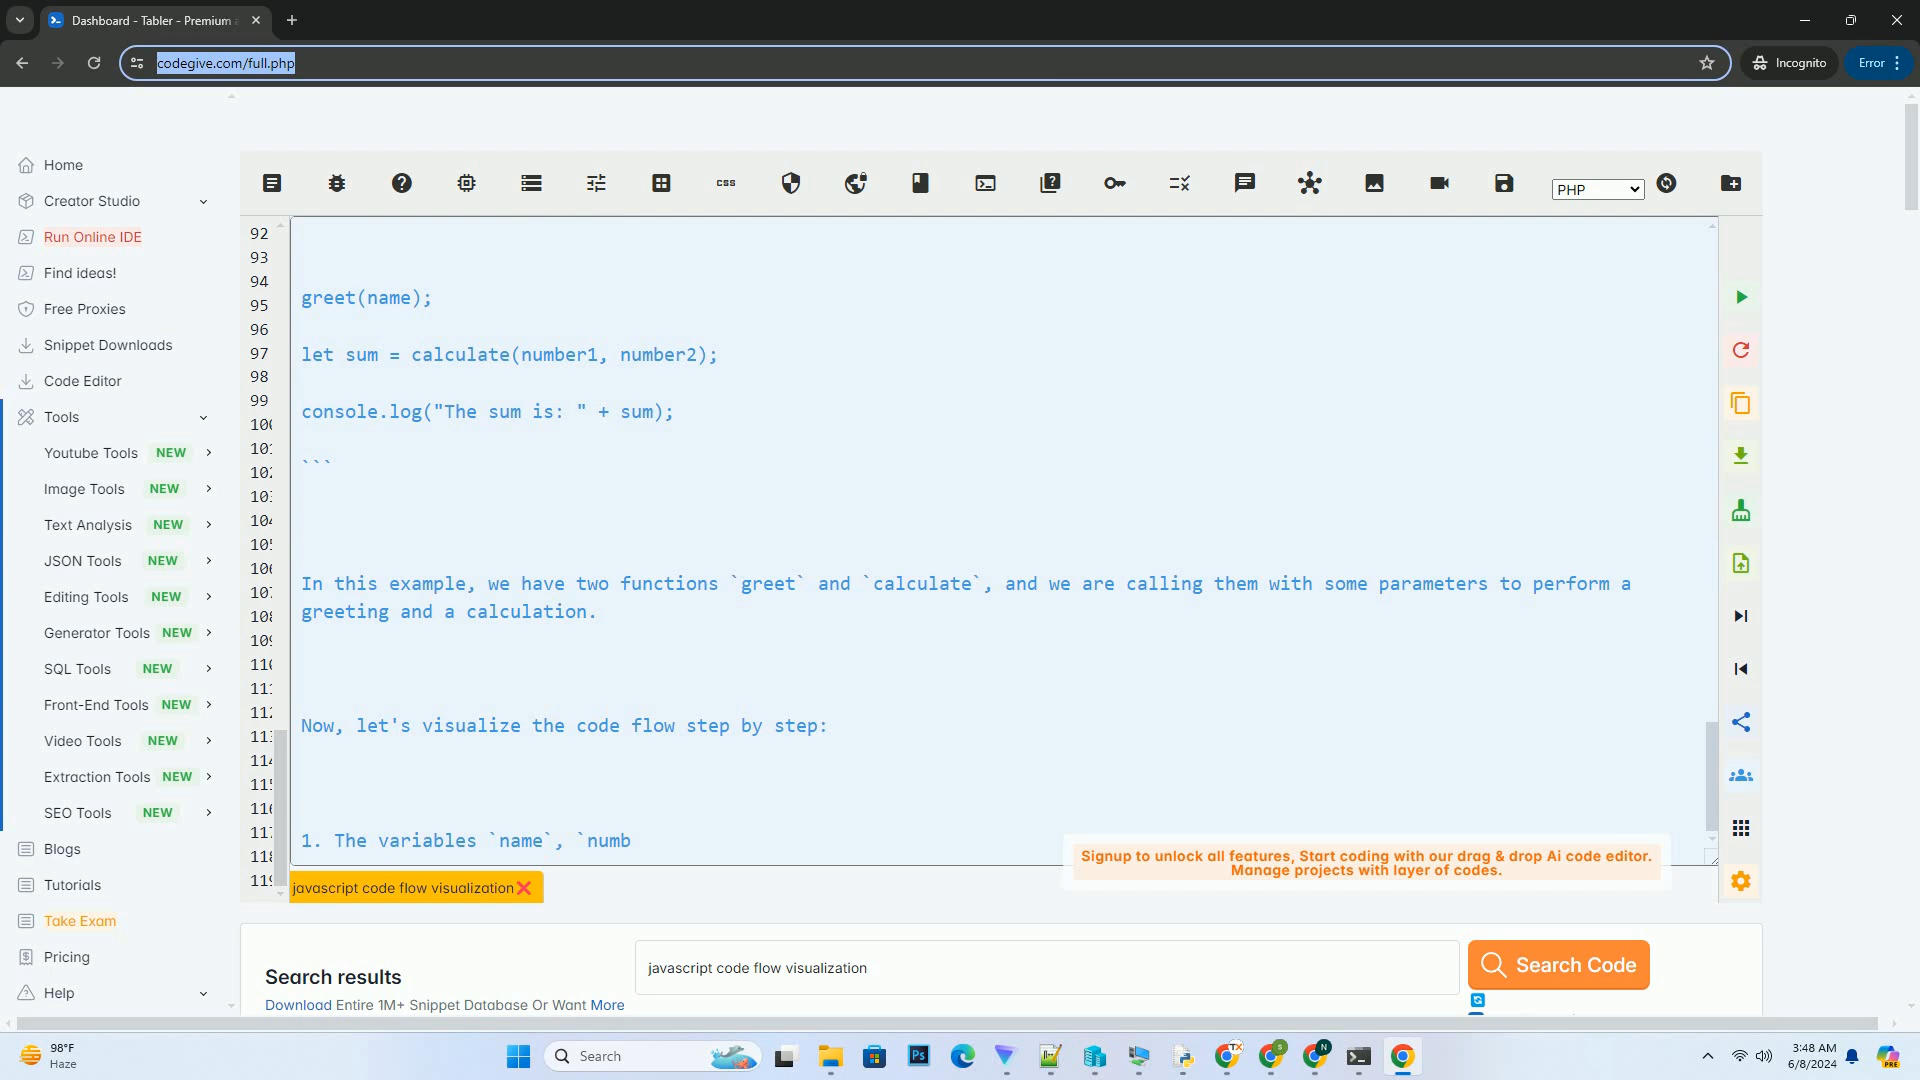 Dashboard - Tabler - Premium
codegive.com/full.php
Incognito
Error
Home
Creator Studio
Run Online IDE
Find ideas!
Free Proxies
Snippet Downloads
Code Editor
Tools
Youtube Tools NEW
Image Tools NEW
Text Analysis NEW
JSON Tools NEW
Editing Tools NEW
Generator Tools NEW
SQL Tools NEW
Front-End Tools NEW
Video Tools NEW
Extraction Tools NEW
SEO Tools NEW
Blogs
Tutorials
Take Exam
Pricing
Help
css
PHP
92
93
94
95
96
97
98
99
greet(name);
let sum = calculate(number1, number2);
console.log("The sum is: " + sum);
```
In this example, we have two functions `greet` and `calculate`, and we are calling them with some parameters to perform a
greeting and a calculation.
Now, let's visualize the code flow step by step:
1. The variables `name`, `numb
Signup to unlock all features, Start coding with our drag & drop Ai code editor.
Manage projects with layer of codes.
javascript code flow visualization
Search results
Download Entire 1M+ Snippet Database Or Want More
javascript code flow visualization
Search Code
98°F
Haze
Search
Ps
TX
S
N
3:48 AM
6/8/2024
PRE